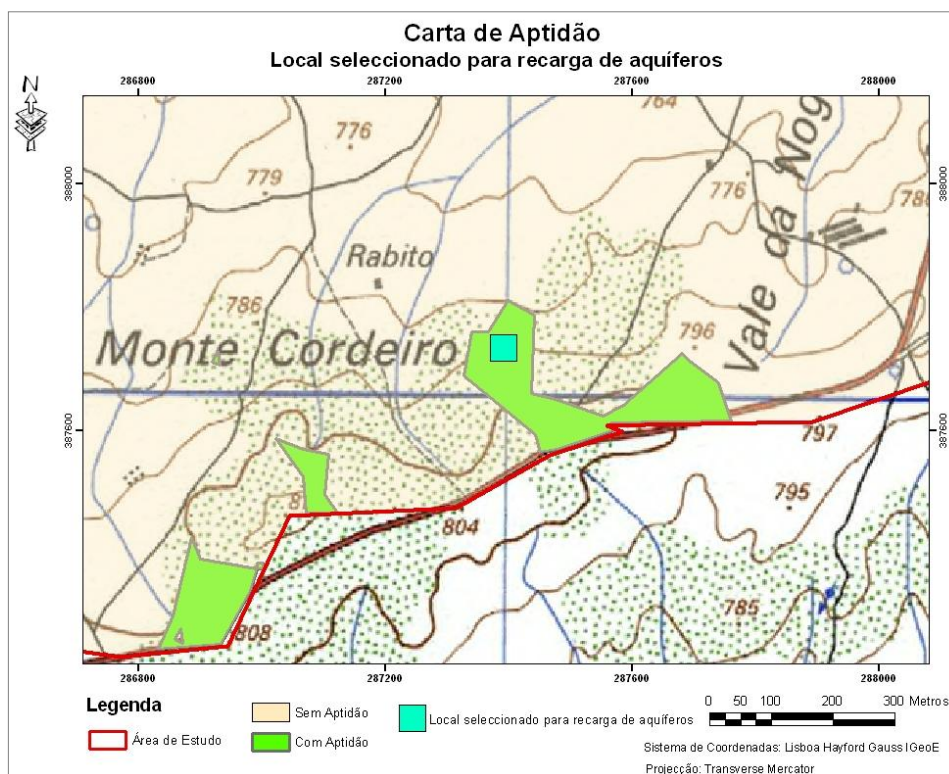 Carta de Aptidão
Local seleccionado para recarga de aquíferos
N
286800
287200
287600
288000
388000
388000
387600
387600
764
776
779
776
Vale da Nog
Rabito
786
796
Monte Cordeiro
797
795
804
785
808
286800
287200
287600
288000
Legenda
Área de Estudo
Sem Aptidão
Com Aptidão
Local seleccionado para recarga de aquíferos
0 50 100 200 300 Metros
Sistema de Coordenadas: Lisboa Hayford Gauss IGeoE
Projecção: Transverse Mercator